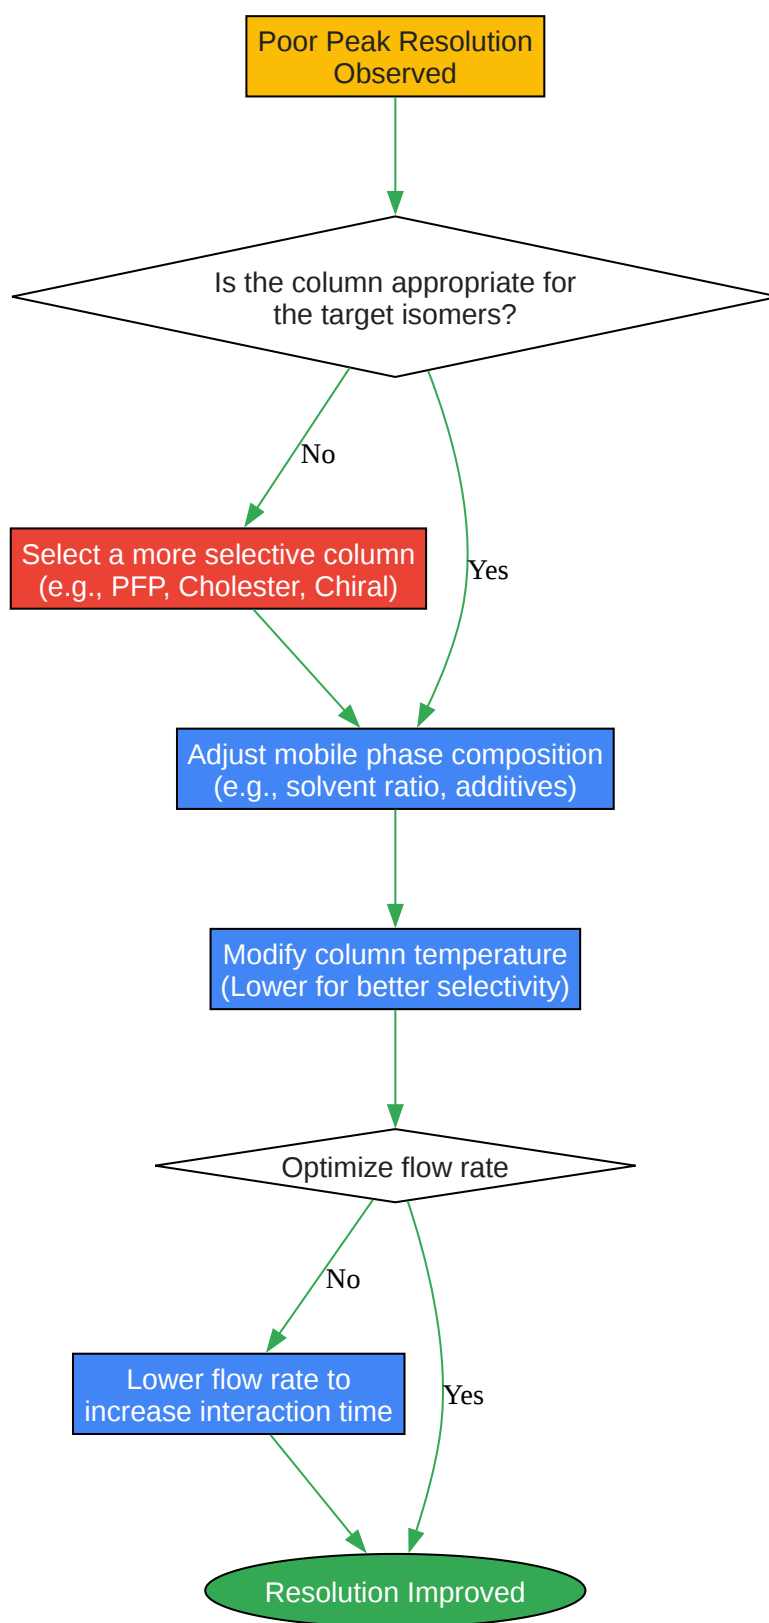 Poor Peak Resolution
Observed
Is the column appropriate for
the target isomers?
No
Select a more selective column
(e.g., PFP, Cholester, Chiral)
Yes
Adjust mobile phase composition
(e.g., solvent ratio, additives)
Modify column temperature
(Lower for better selectivity)
Optimize flow rate
No
Lower flow rate to
increase interaction time
Yes
Resolution Improved